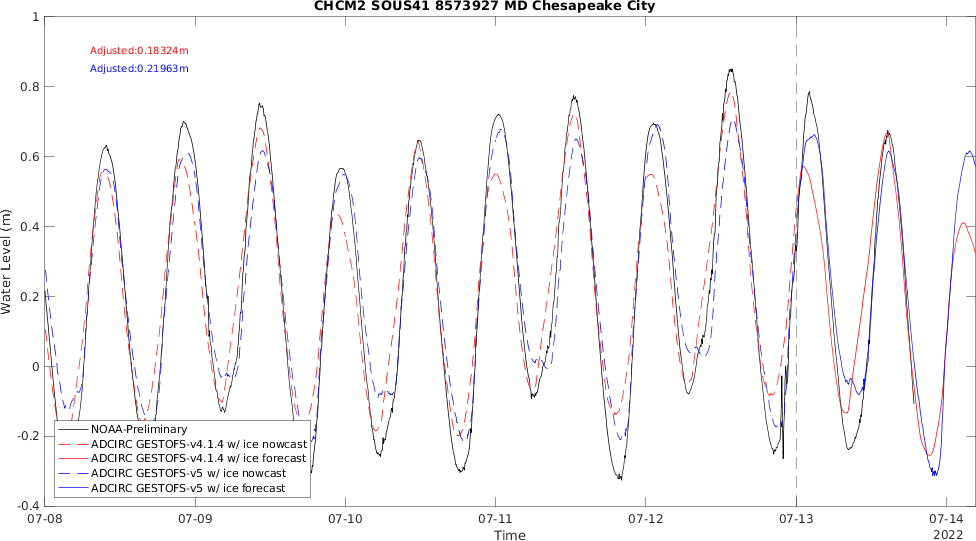 CHCM2 SOUS41 8573927 MD Chesapeake City
Adjusted:0.18324m
Adjusted:0.21963m
Water Level (m)
1
0.8
0.6
0.4
0.2
0
-0.2
-0.4
NOAA-Preliminary
ADCIRC GESTOFS-v4.1.4 w/ ice nowcast
ADCIRC GESTOFS-v4.1.4 w/ ice forecast
ADCIRC GESTOFS-v5 w/ ice nowcast
ADCIRC GESTOFS-v5 w/ ice forecast
07-08 07-09 07-10 07-11 07-12 07-13 07-14
Time
2022